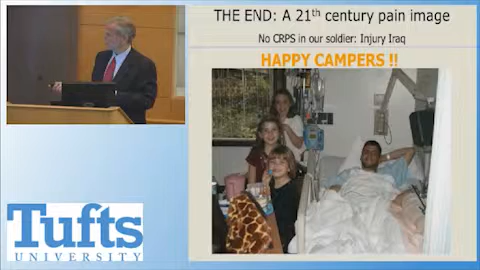 THE END: A 21th century pain image
No CRPS in our soldier: Injury Iraq
HAPPY CAMPERS !!
Tufts
UNIVERSITY